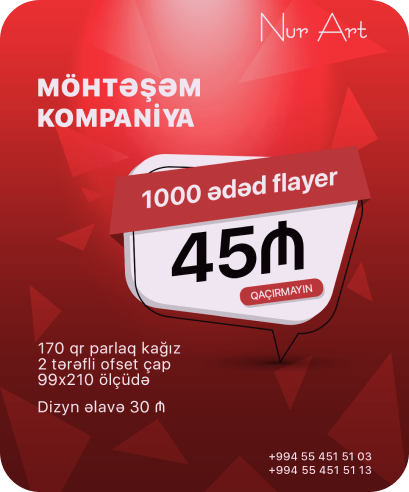 Nur Art
MÖHTƏŞƏM
KOMPANİYA
1000 ədəd flayer
45₼
QAÇIRMAYIN
170 qr parlaq kağız
2 tərəfli ofset çap
99x210 ölçüdə
Dizyn əlavə 30 ₼
+994 55 451 51 03
+994 55 451 51 13